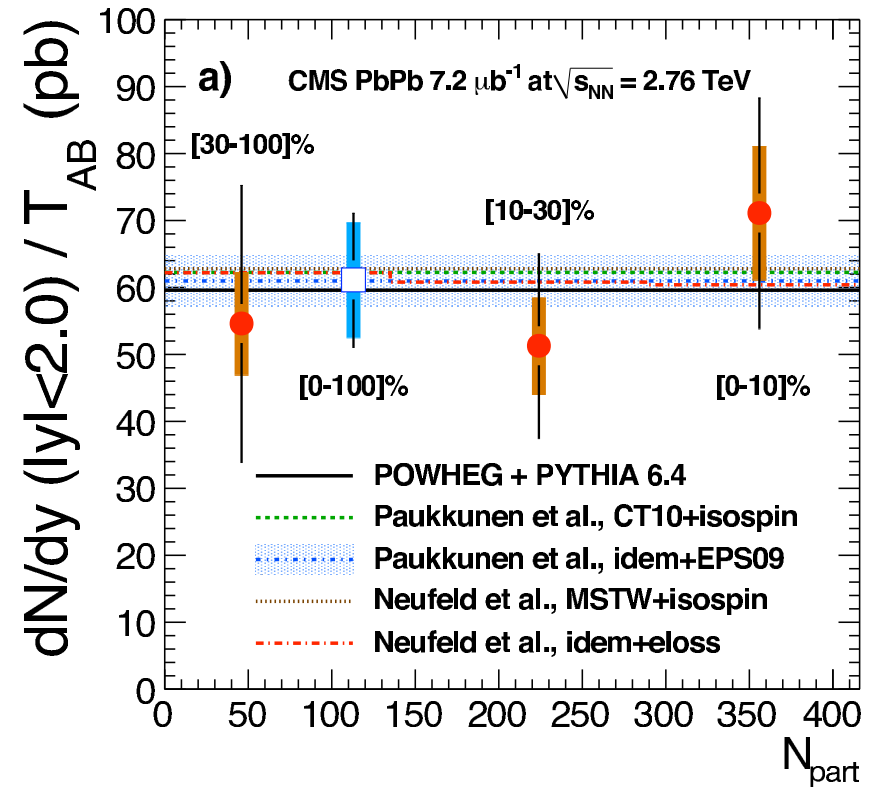 dN/dy (|y|<2.0) / T_AB (pb)
100
90
80
70
60
50
40
30
20
10
0
a) CMS PbPb 7.2 μb⁻¹ at √s_NN = 2.76 TeV
[30-100]%
[10-30]%
[0-100]%
[0-10]%
POWHEG + PYTHIA 6.4
Paukkunen et al., CT10+isospin
Paukkunen et al., idem+EPS09
Neufeld et al., MSTW+isospin
Neufeld et al., idem+eloss
0 50 100 150 200 250 300 350 400
N_part